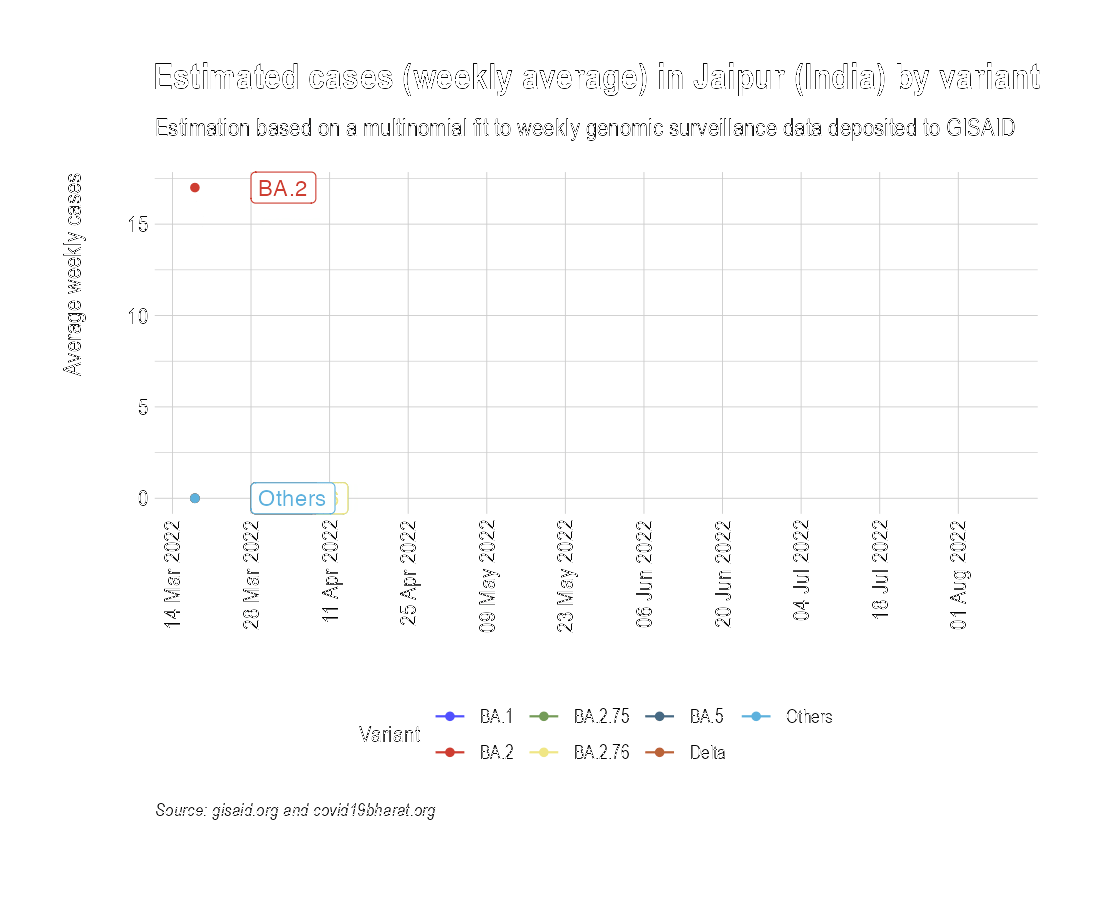 Estimated cases (weekly average) in Jaipur (India) by variant
Estimation based on a multinomial fit to weekly genomic surveillance data deposited to GISAID
Average weekly cases
BA.2
15
10
5
0
Others
14 Mar 2022
28 Mar 2022
11 Apr 2022
25 Apr 2022
09 May 2022
23 May 2022
06 Jun 2022
20 Jun 2022
04 Jul 2022
18 Jul 2022
01 Aug 2022
Variant
BA.1
BA.2.75
BA.5
Others
BA.2
BA.2.76
Delta
Source: gisaid.org and covid19bharat.org